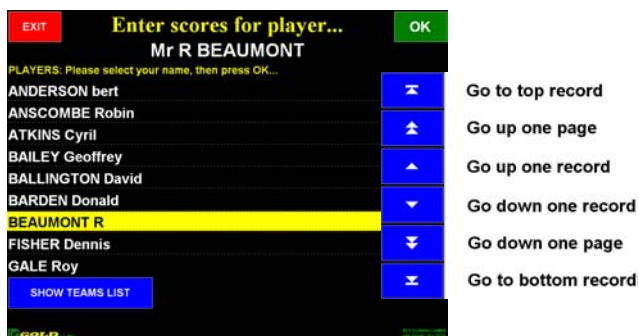 EXIT
Enter scores for player...
OK
Mr R BEAUMONT
PLAYERS: Please select your name, then press OK...
ANDERSON bert
ANSCOMBE Robin
ATKINS Cyril
BAILEY Geoffrey
BALLINGTON David
BARDEN Donald
BEAUMONT R
FISHER Dennis
GALE Roy
SHOW TEAMS LIST
GOLD
Go to top record
Go up one page
Go up one record
Go down one record
Go down one page
Go to bottom record